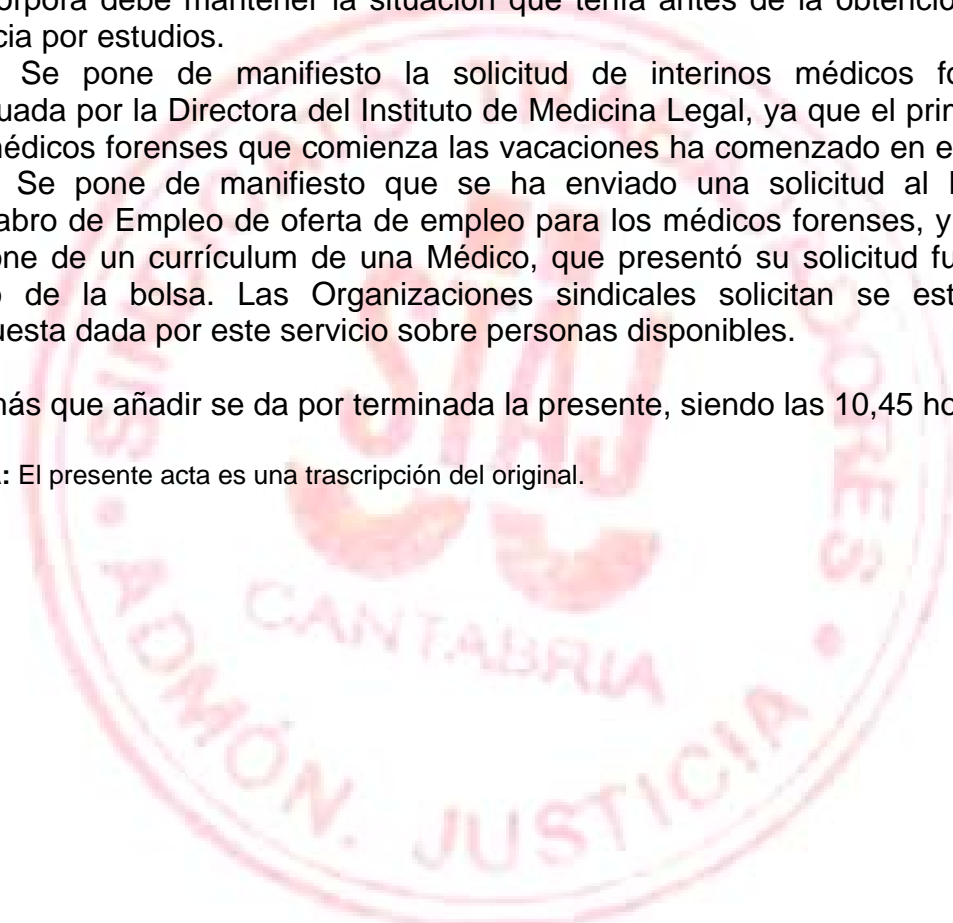 orpora debe mantener la situación que tenía antes de la obtenció
cia por estudios.
Se pone de manifiesto la solicitud de interinos médicos fo
uada por la Directora del Instituto de Medicina Legal, ya que el prin
médicos forenses que comienza las vacaciones ha comenzado en e
Se pone de manifiesto que se ha enviado una solicitud al
abro de Empleo de oferta de empleo para los médicos forenses, y
one de un currículum de una Médico, que presentó su solicitud fu
o de la bolsa. Las Organizaciones sindicales solicitan se est
uesta dada por este servicio sobre personas disponibles.
más que añadir se da por terminada la presente, siendo las 10,45 ho
: El presente acta es una trascripción del original.
STAJ
CANTABRIA
ADMÓN. JUSTICIA